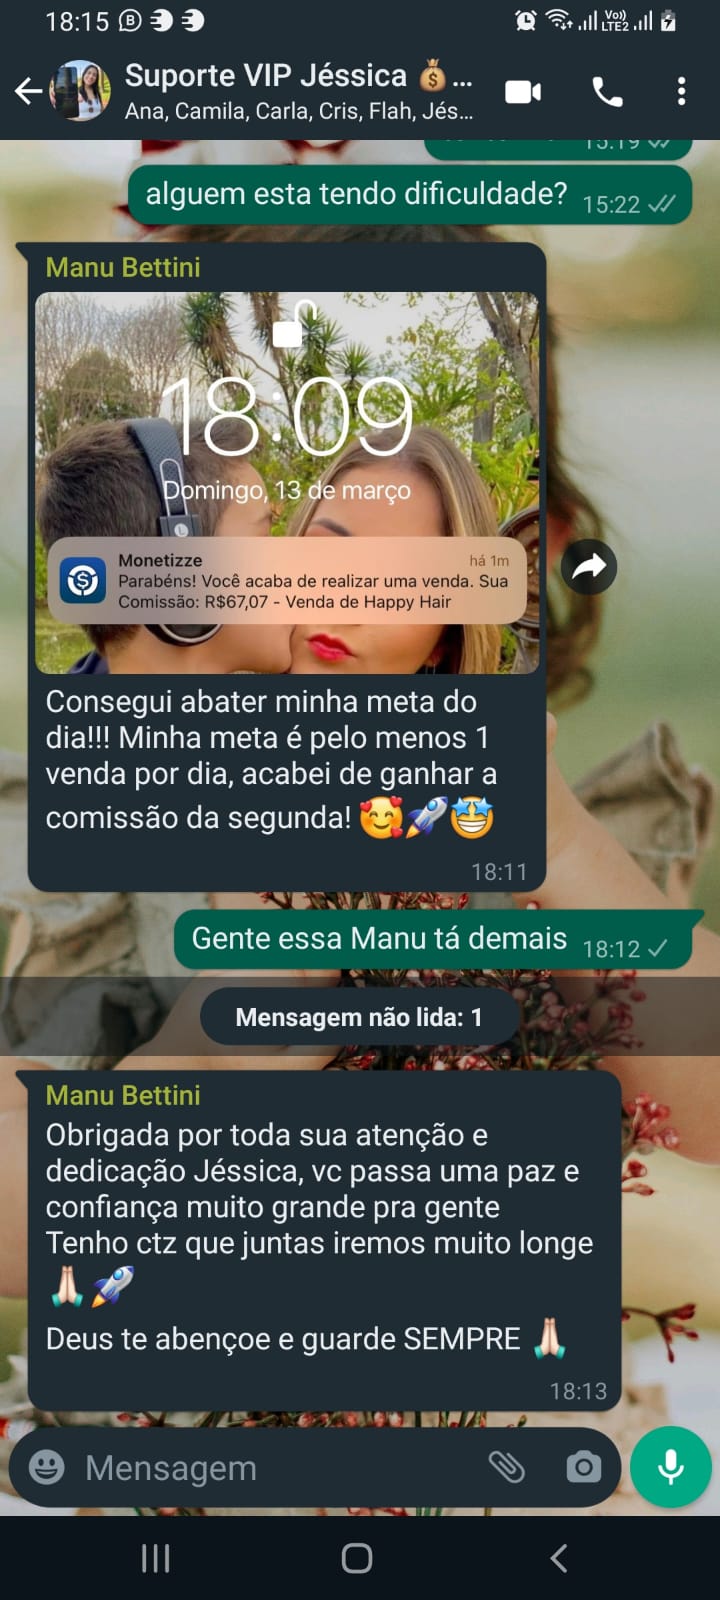 18:15
Vo))
LTE2
Suporte VIP Jéssica 💰...
Ana, Camila, Carla, Cris, Flah, Jés...
15:19
alguem esta tendo dificuldade? 15:22
Manu Bettini
18:09
Domingo, 13 de março
Monetizze há 1m
Parabéns! Você acaba de realizar uma venda. Sua
Comissão: R$67,07 - Venda de Happy Hair
Consegui abater minha meta do
dia!!! Minha meta é pelo menos 1
venda por dia, acabei de ganhar a
comissão da segunda! 🥰🚀🤩
18:11
Gente essa Manu tá demais 18:12
Mensagem não lida: 1
Manu Bettini
Obrigada por toda sua atenção e
dedicação Jéssica, vc passa uma paz e
confiança muito grande pra gente
Tenho ctz que juntas iremos muito longe
🙏🏻🚀
Deus te abençoe e guarde SEMPRE 🙏🏻
18:13
Mensagem